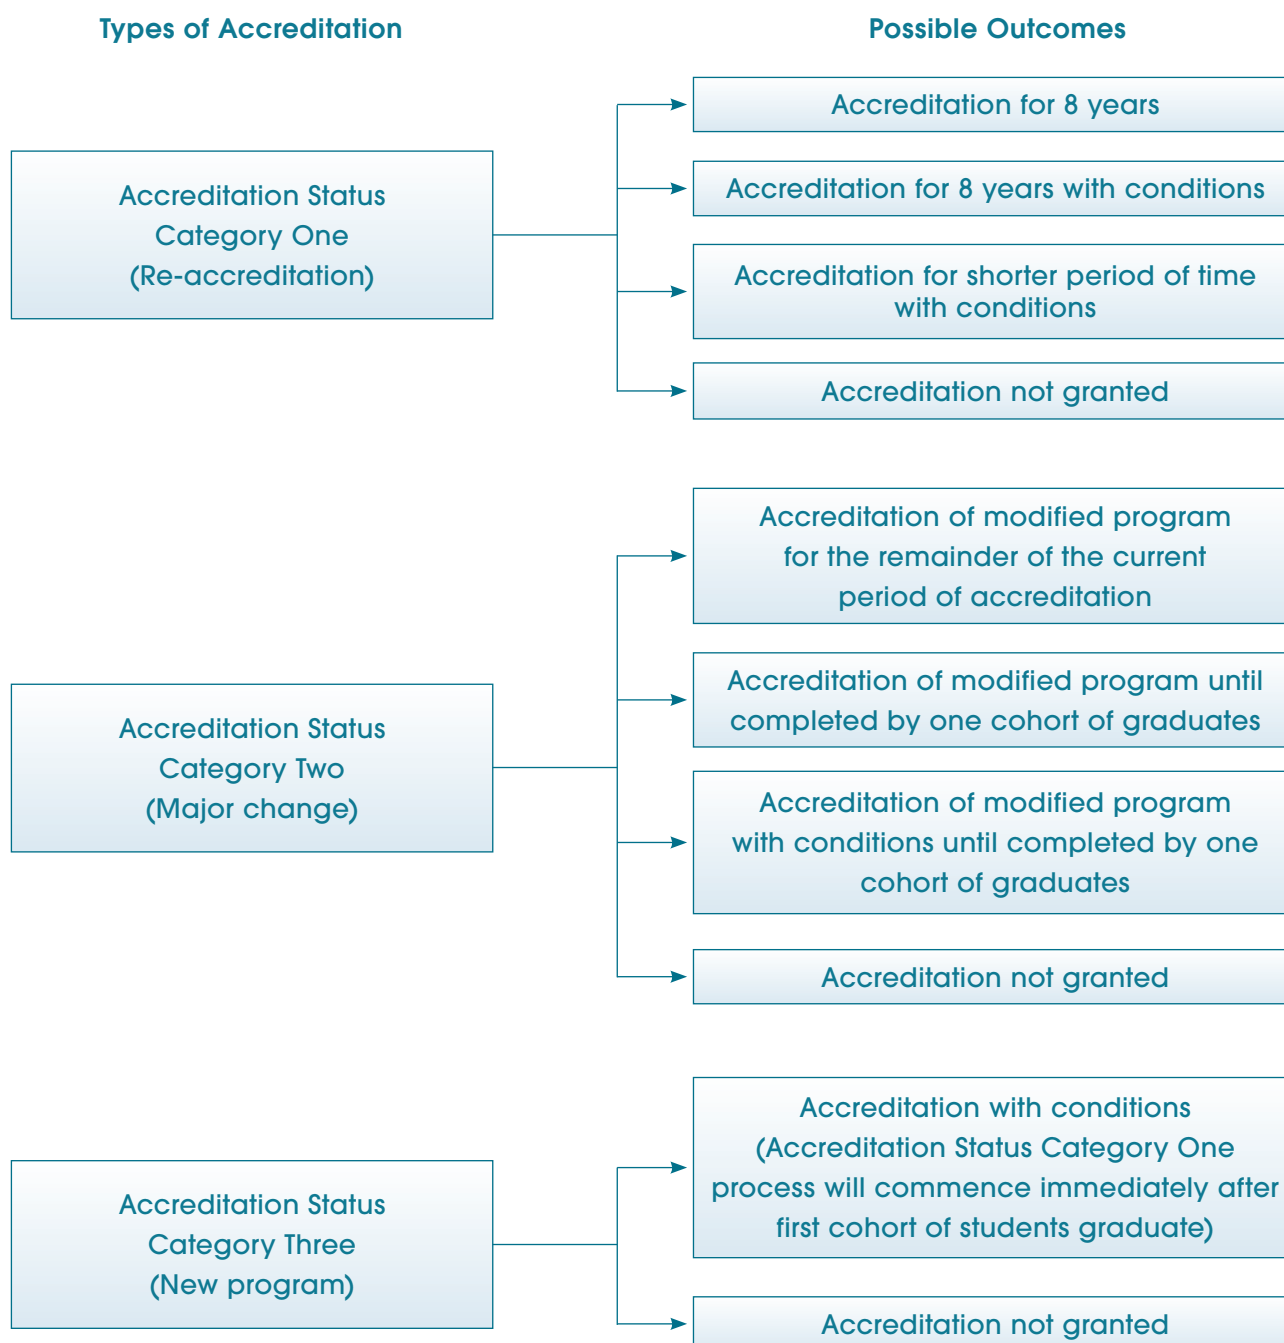 Types of Accreditation
Possible Outcomes
Accreditation Status
Category One
(Re-accreditation)
Accreditation for 8 years
Accreditation for 8 years with conditions
Accreditation for shorter period of time
with conditions
Accreditation not granted
Accreditation Status
Category Two
(Major change)
Accreditation of modified program
for the remainder of the current
period of accreditation
Accreditation of modified program until
completed by one cohort of graduates
Accreditation of modified program
with conditions until completed by one
cohort of graduates
Accreditation not granted
Accreditation Status
Category Three
(New program)
Accreditation with conditions
(Accreditation Status Category One
process will commence immediately after
first cohort of students graduate)
Accreditation not granted